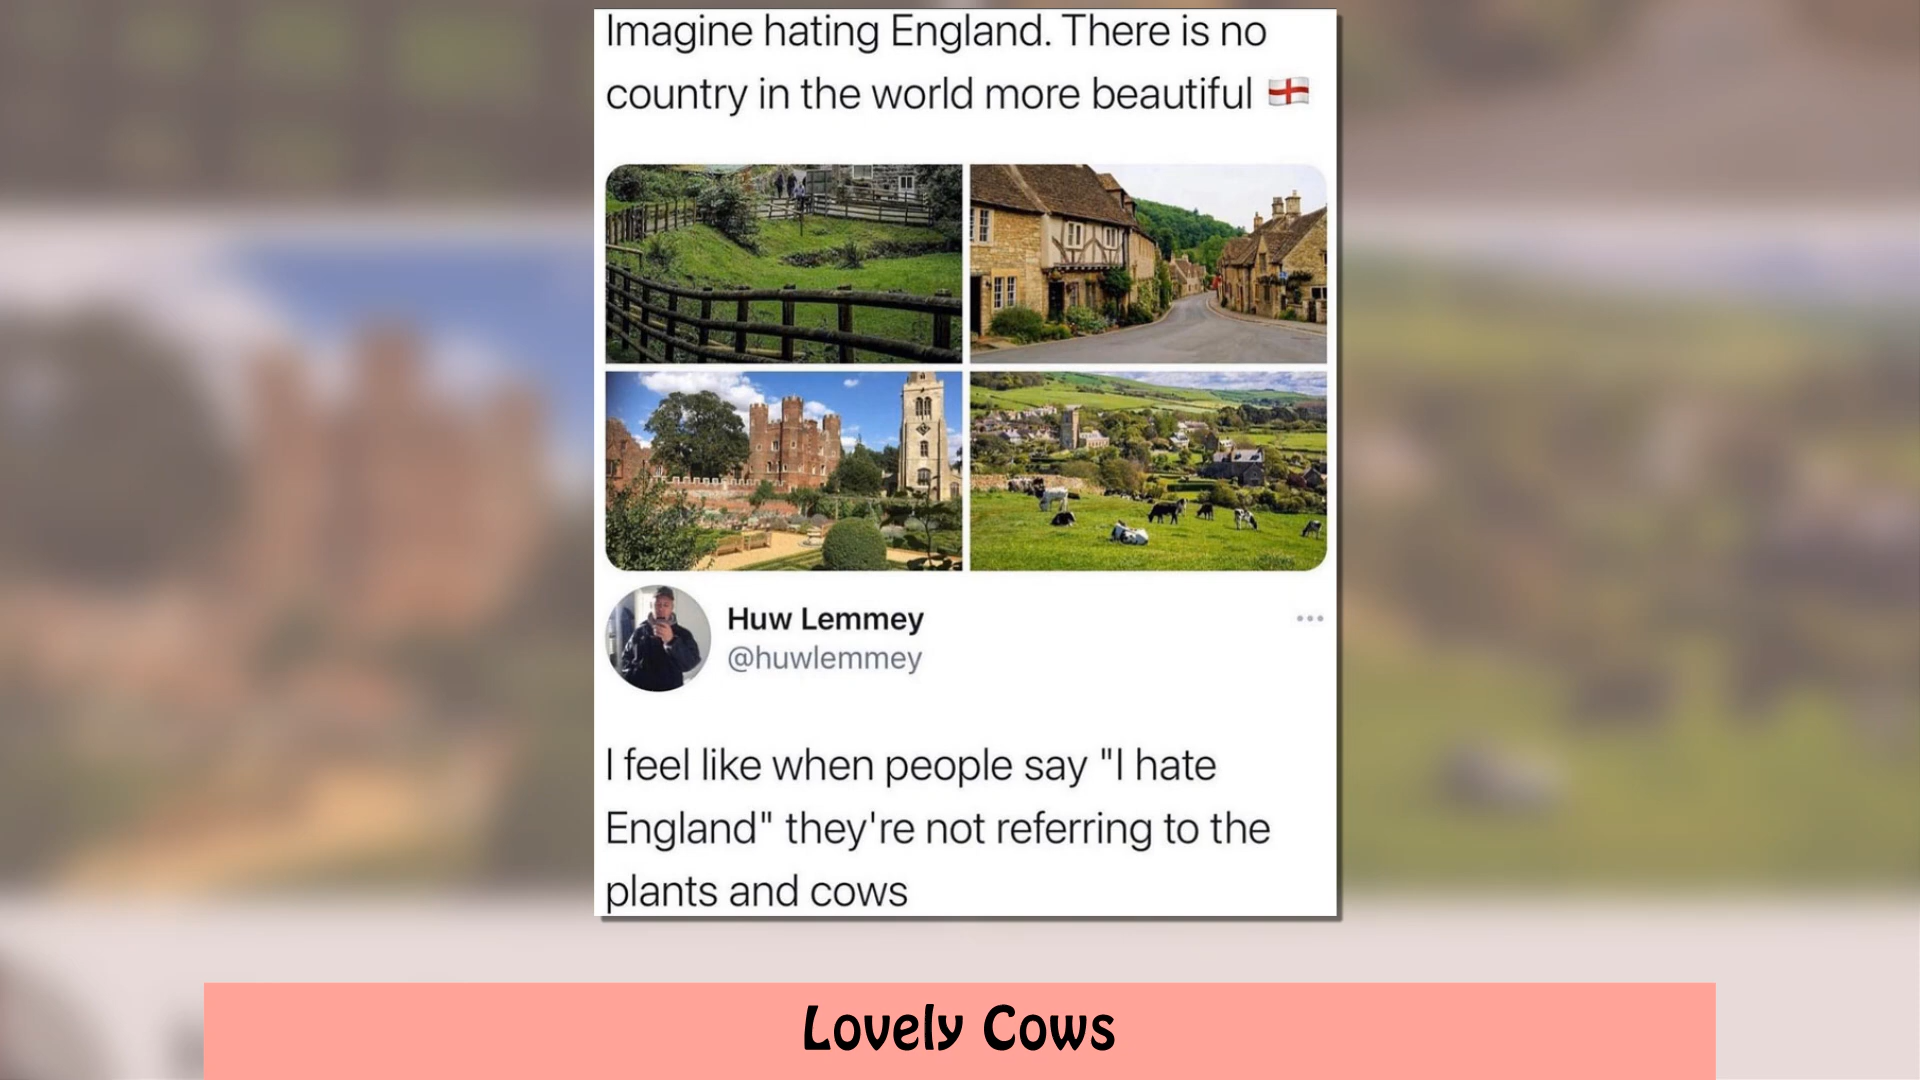 Imagine hating England. There is no
country in the world more beautiful 🏴󠁧󠁢󠁥󠁮󠁧󠁿
Huw Lemmey
@huwlemmey
I feel like when people say "I hate
England" they're not referring to the
plants and cows
Lovely Cows